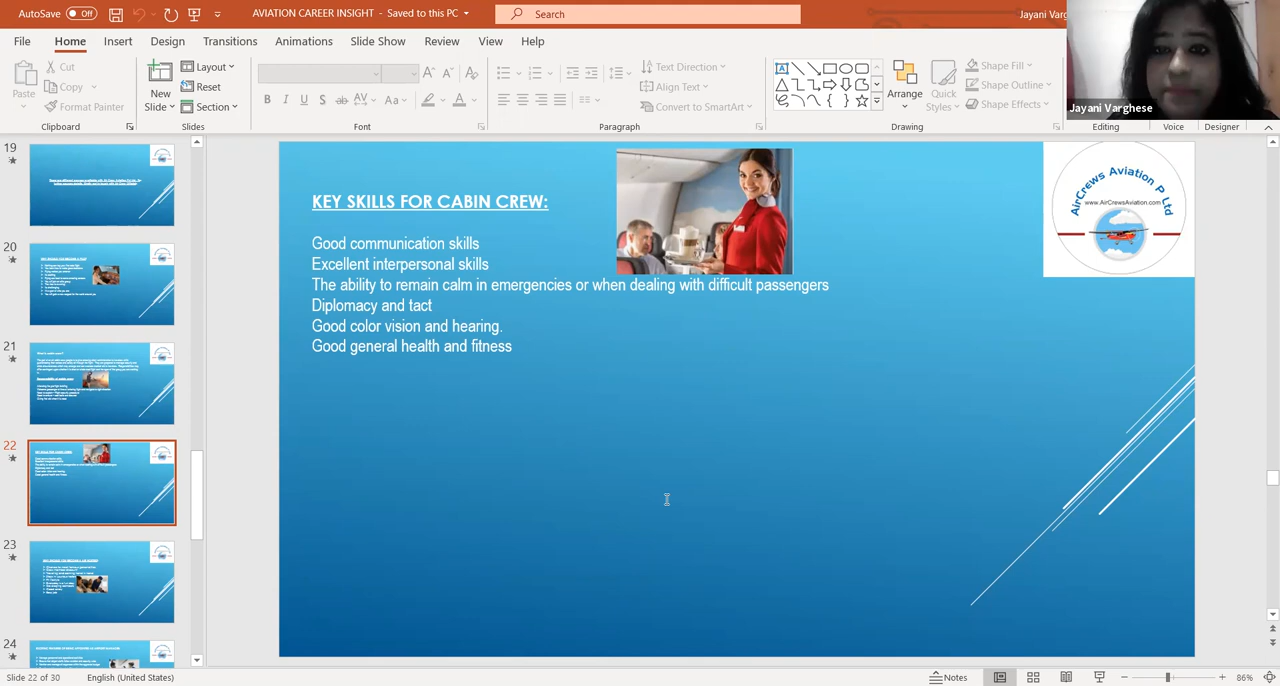 AutoSave Off AVIATION CAREER INSIGHT - Saved to this PC Search Jayani Varg
File Home Insert Design Transitions Animations Slide Show Review View Help
Paste Cut Copy Format Painter
New Slide Layout Reset Section
Text Direction Align Text Convert to SmartArt
Arrange Quick Styles Shape Fill Shape Outline Shape Effects
Jayani Varghese
Clipboard Slides Font Paragraph Drawing Editing Voice Designer
19
20
21
22
23
24
KEY SKILLS FOR CABIN CREW:
Good communication skills
Excellent interpersonal skills
The ability to remain calm in emergencies or when dealing with difficult passengers
Diplomacy and tact
Good color vision and hearing.
Good general health and fitness
AirCrews Aviation P Ltd
www.AirCrewsAviation.com
Slide 22 of 30 English (United States) Notes 86%